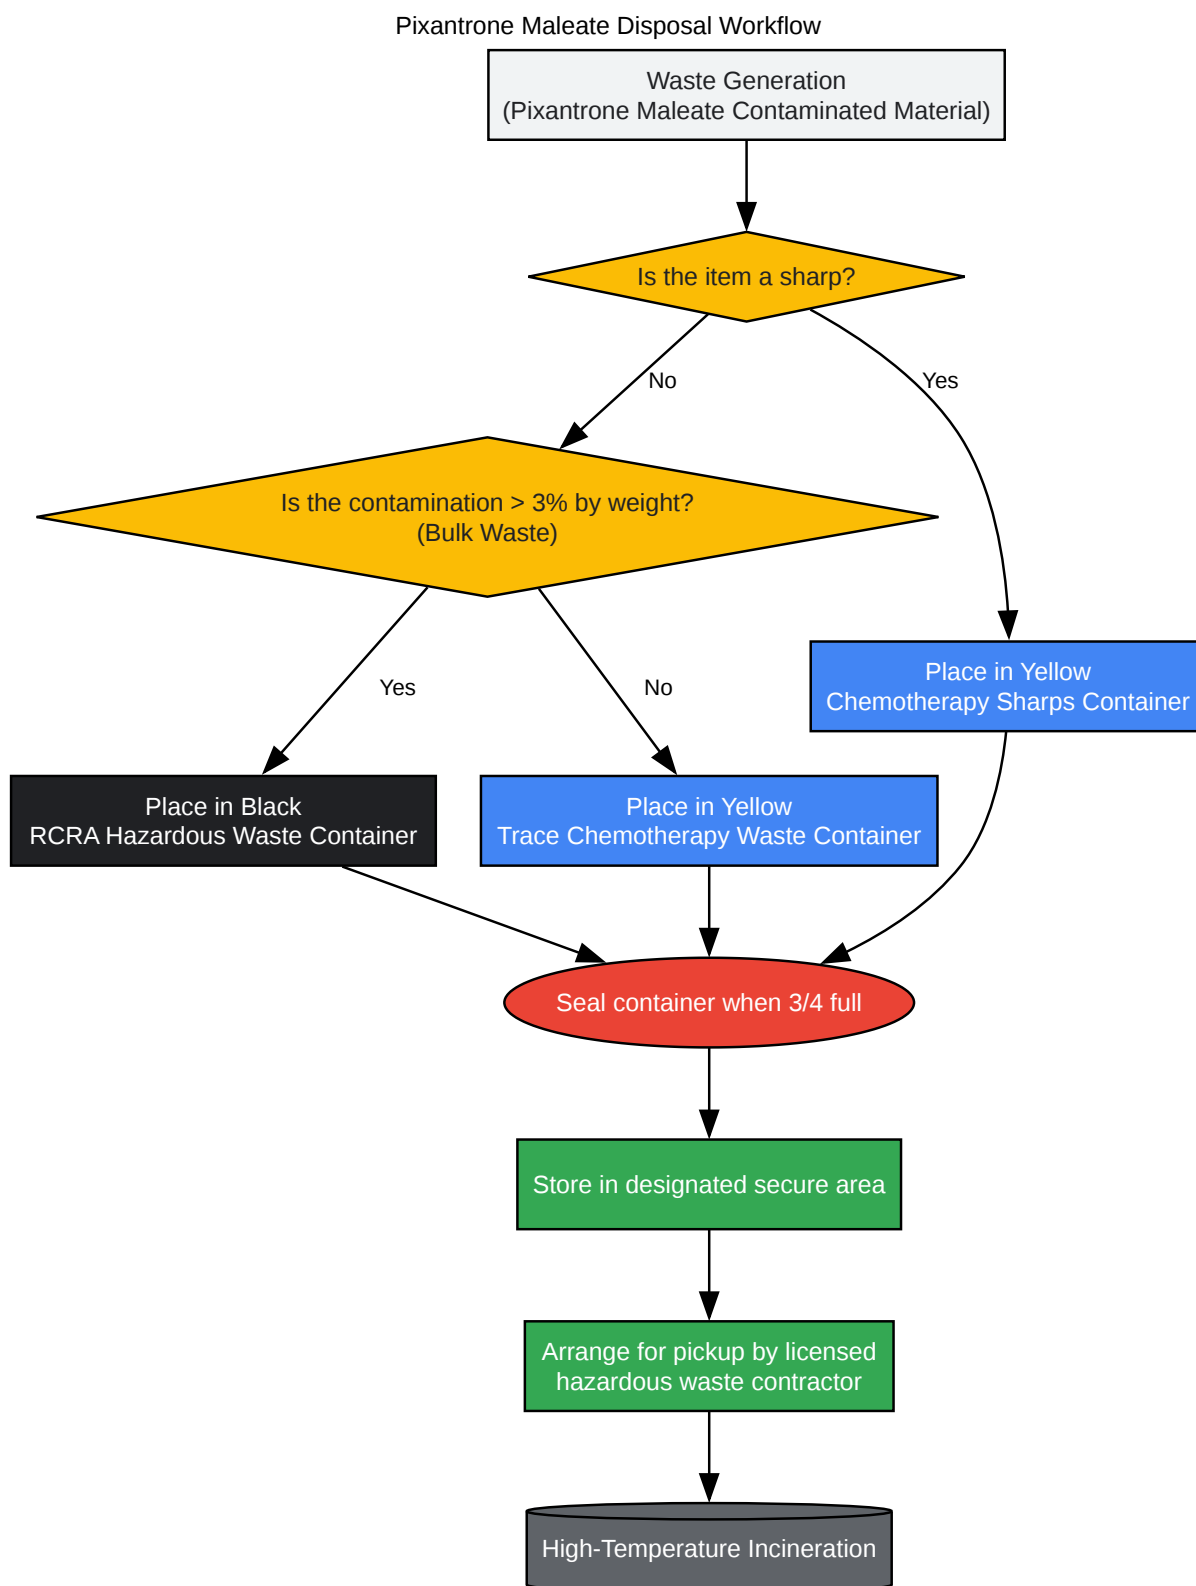 Pixantrone Maleate Disposal Workflow
Waste Generation
(Pixantrone Maleate Contaminated Material)
Is the item a sharp?
No
Yes
Is the contamination > 3% by weight?
(Bulk Waste)
Yes
No
Place in Yellow
Chemotherapy Sharps Container
Place in Black
RCRA Hazardous Waste Container
Place in Yellow
Trace Chemotherapy Waste Container
Seal container when 3/4 full
Store in designated secure area
Arrange for pickup by licensed
hazardous waste contractor
High-Temperature Incineration